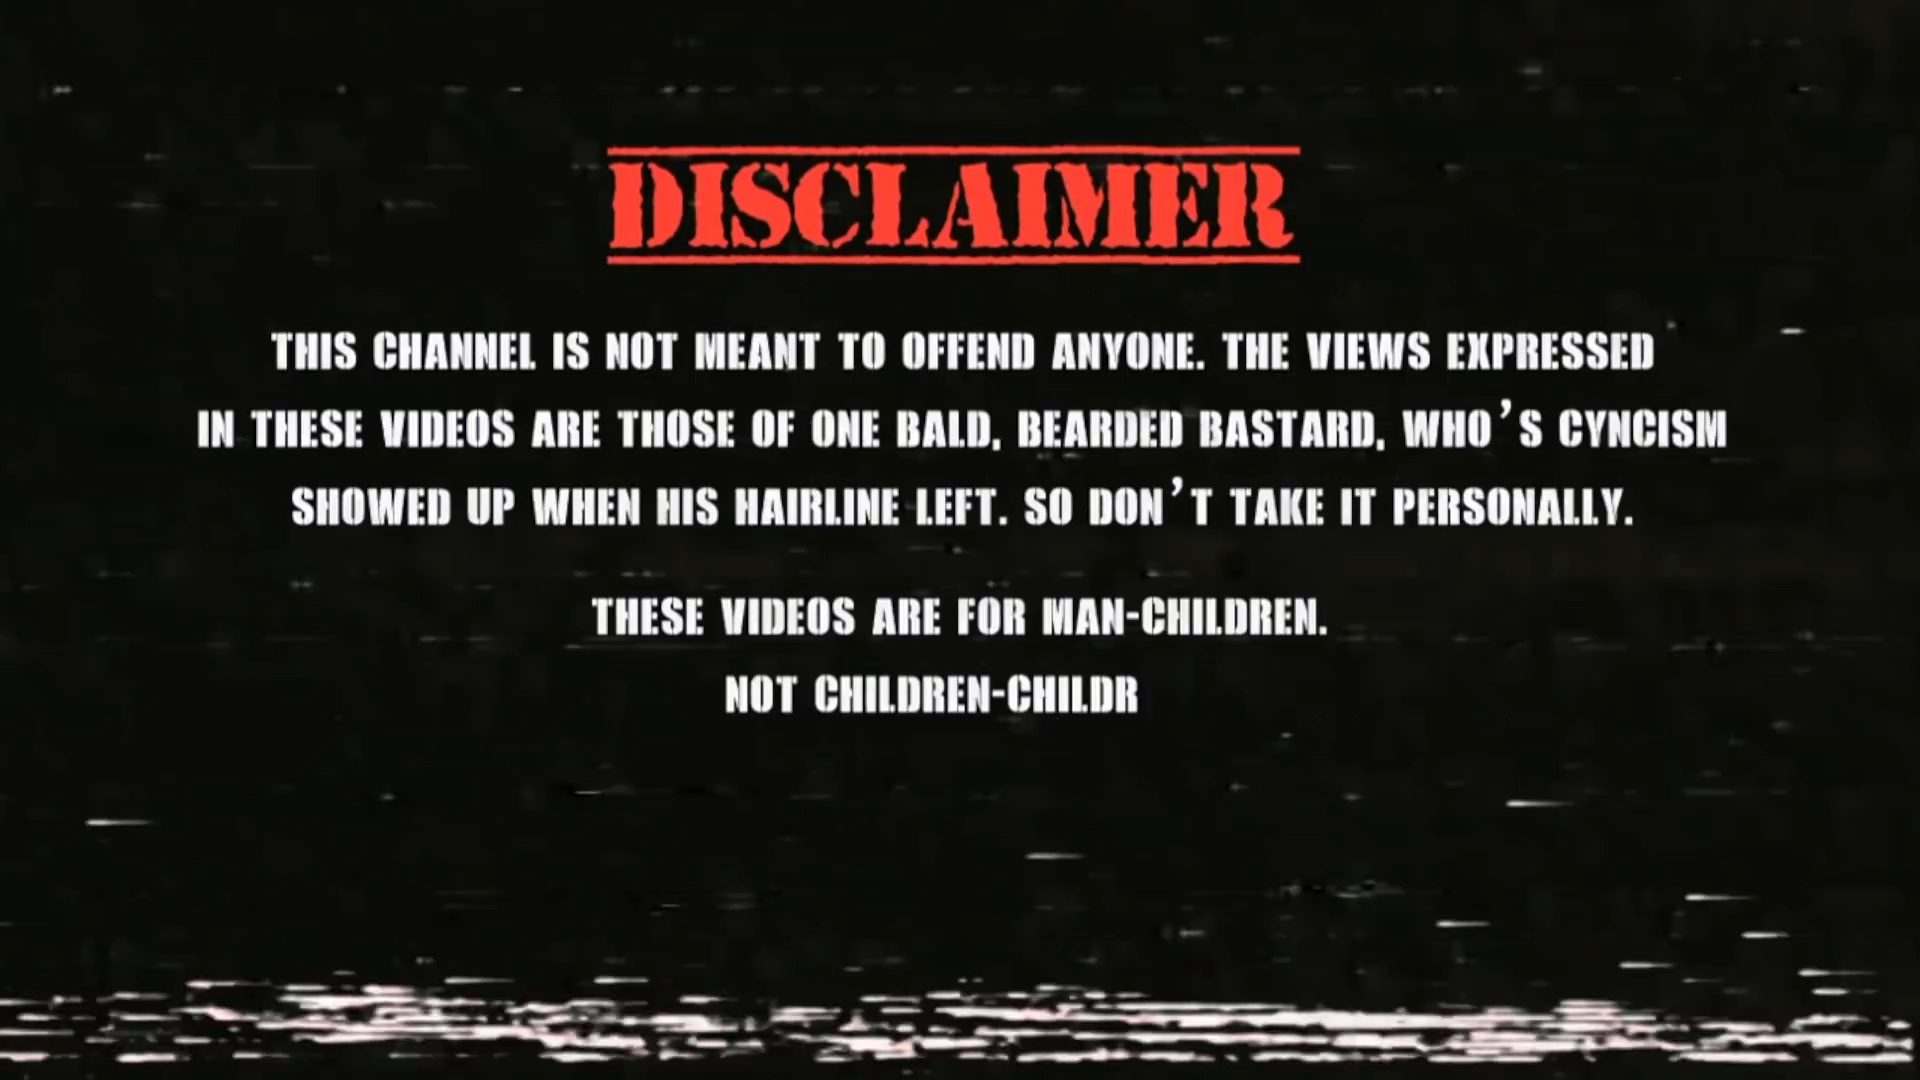 DISCLAIMER
THIS CHANNEL IS NOT MEANT TO OFFEND ANYONE. THE VIEWS EXPRESSED
IN THESE VIDEOS ARE THOSE OF ONE BALD, BEARDED BASTARD, WHO'S CYNCISM
SHOWED UP WHEN HIS HAIRLINE LEFT. SO DON'T TAKE IT PERSONALLY.
THESE VIDEOS ARE FOR MAN-CHILDREN.
NOT CHILDREN-CHILDR